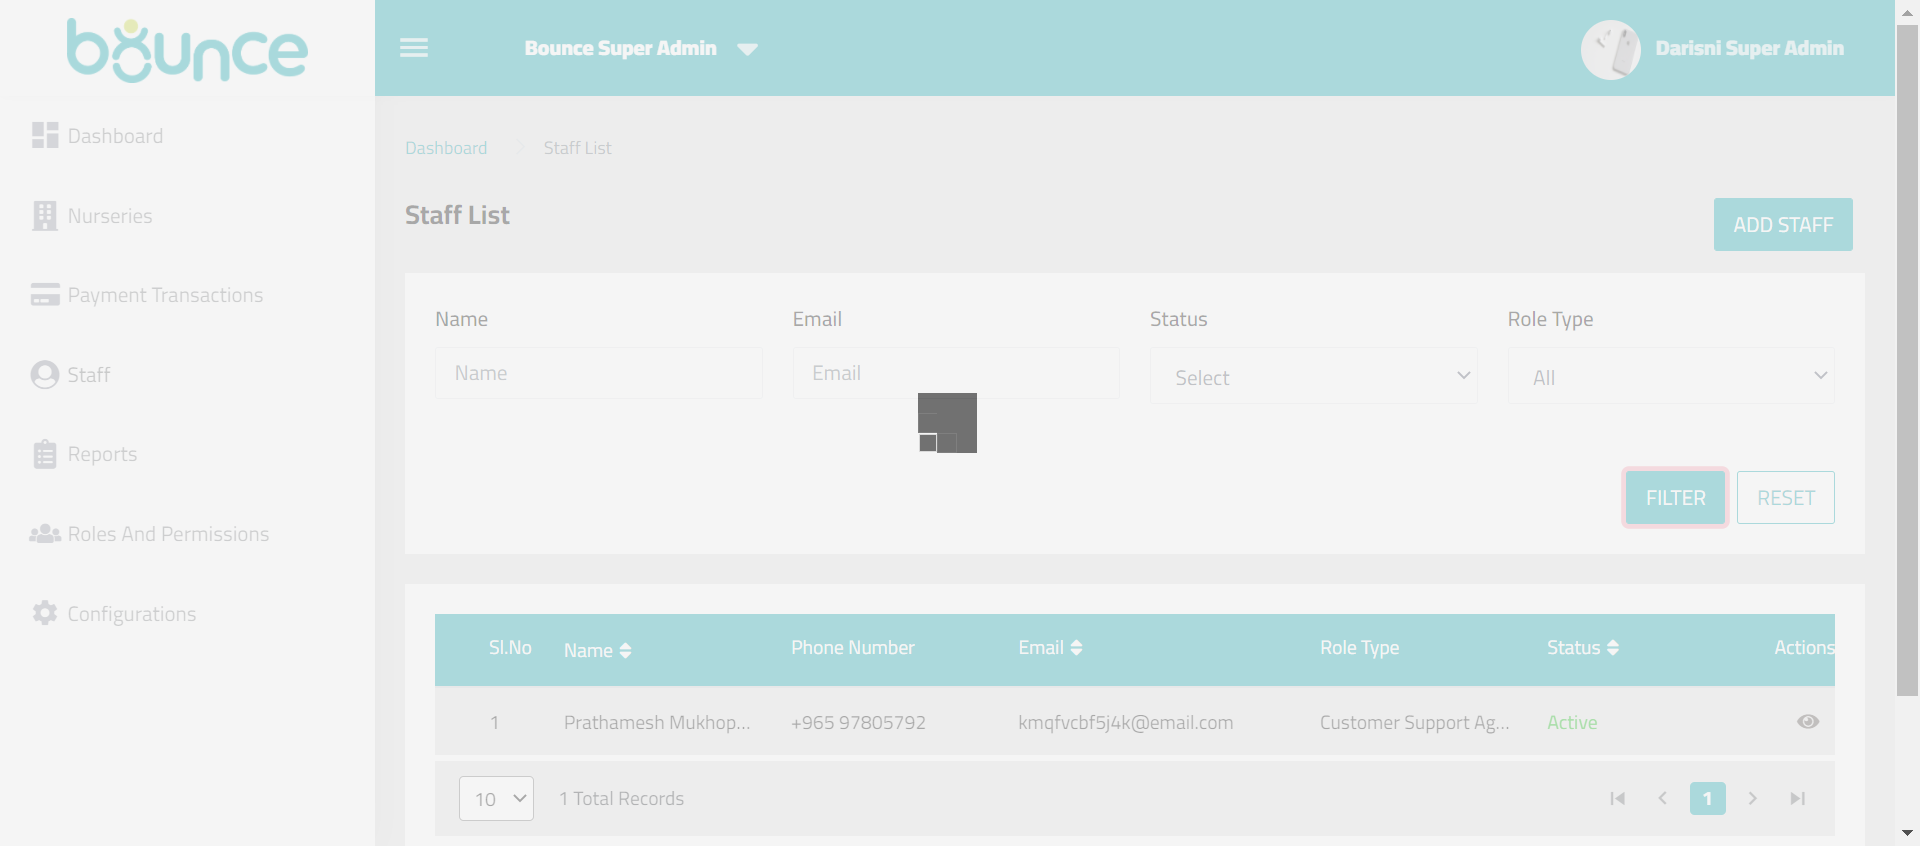 bounce
Bounce Super Admin
Darisni Super Admin
Dashboard
Nurseries
Payment Transactions
Staff
Reports
Roles And Permissions
Configurations
Dashboard
Staff List
Staff List
ADD STAFF
Name
Email
Status
Role Type
Name
Email
Select
All
FILTER
RESET
Sl.No
Name
Phone Number
Email
Role Type
Status
Actions
1
Prathamesh Mukhop...
+965 97805792
kmqfvcbf5j4k@email.com
Customer Support Ag...
Active
10
1 Total Records
1